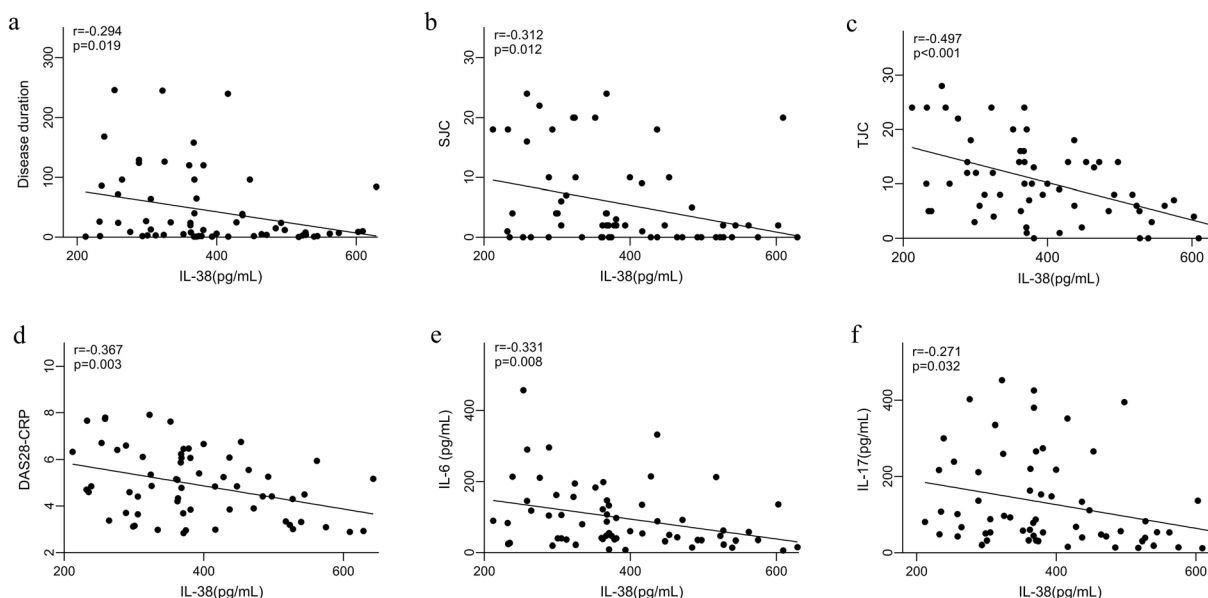 a
r=-0.294
p=0.019
300
200
100
0
Disease duration
200
400
600
IL-38(pg/mL)
b
r=-0.312
p=0.012
30
20
10
0
SJC
200
400
600
IL-38(pg/mL)
c
r=-0.497
p<0.001
30
20
10
0
TJC
200
400
600
IL-38(pg/mL)
d
r=-0.367
p=0.003
10
8
6
4
2
DAS28-CRP
200
400
600
IL-38(pg/mL)
e
r=-0.331
p=0.008
400
200
0
IL-6 (pg/mL)
200
400
600
IL-38(pg/mL)
f
r=-0.271
p=0.032
400
200
0
IL-17(pg/mL)
200
400
600
IL-38(pg/mL)